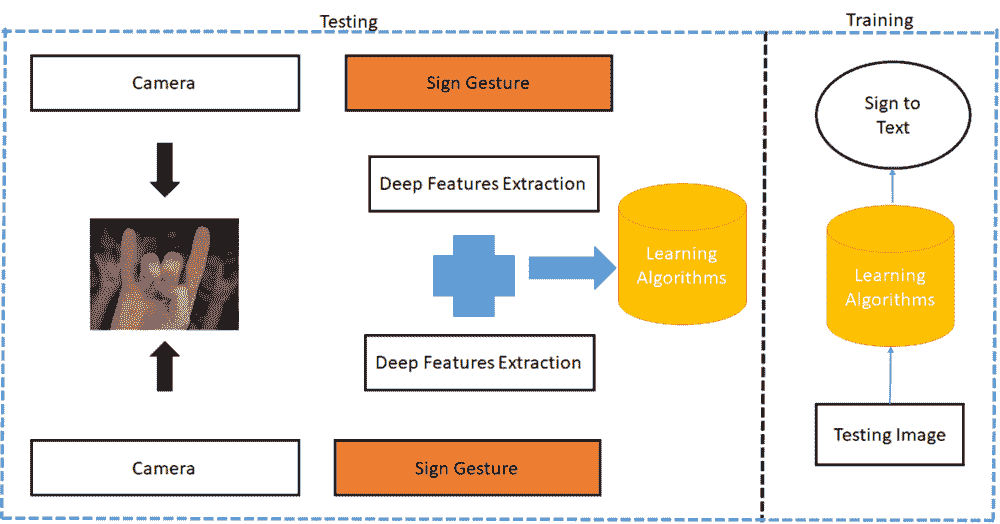 Testing
Training
Camera
Sign Gesture
Sign to
Text
Deep Features Extraction
Learning
Algorithms
Learning
Algorithms
Deep Features Extraction
Testing Image
Camera
Sign Gesture